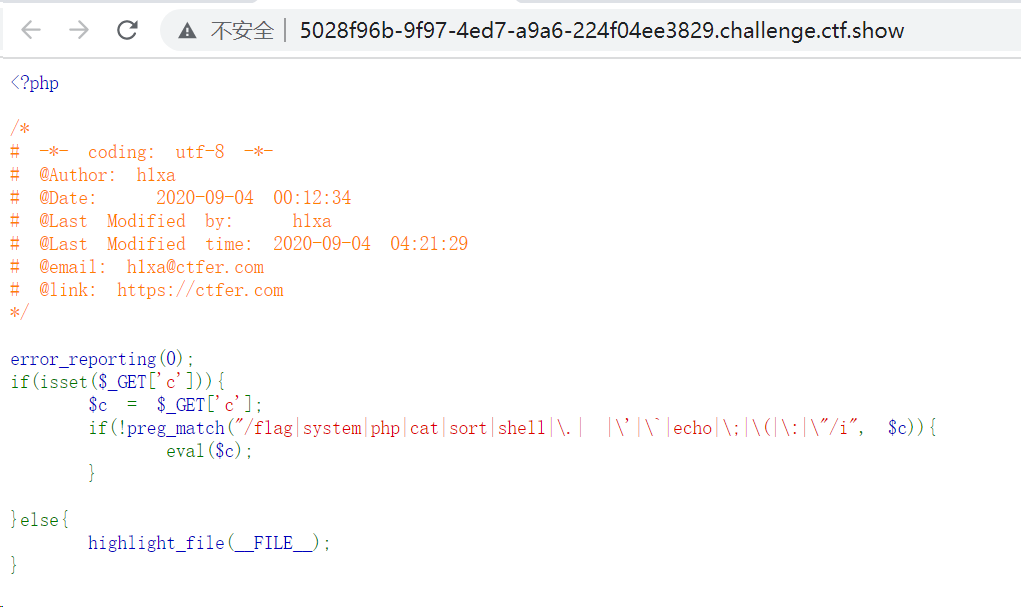 不安全 | 5028f96b-9f97-4ed7-a9a6-224f04ee3829.challenge.ctf.show
<?php
/*
# -*- coding: utf-8 -*-
# @Author: hlxa
# @Date:   2020-09-04 00:12:34
# @Last Modified by:   hlxa
# @Last Modified time: 2020-09-04 04:21:29
# @email: hlxa@ctfer.com
# @link: https://ctfer.com
*/
error_reporting(0);
if(isset($_GET['c'])){
    $c = $_GET['c'];
    if(!preg_match("/flag|system|php|cat|sort|shell|\.| |\'|\`|echo|\;|\(|\:|\"/i", $c)){
        eval($c);
    }
}else{
    highlight_file(__FILE__);
}